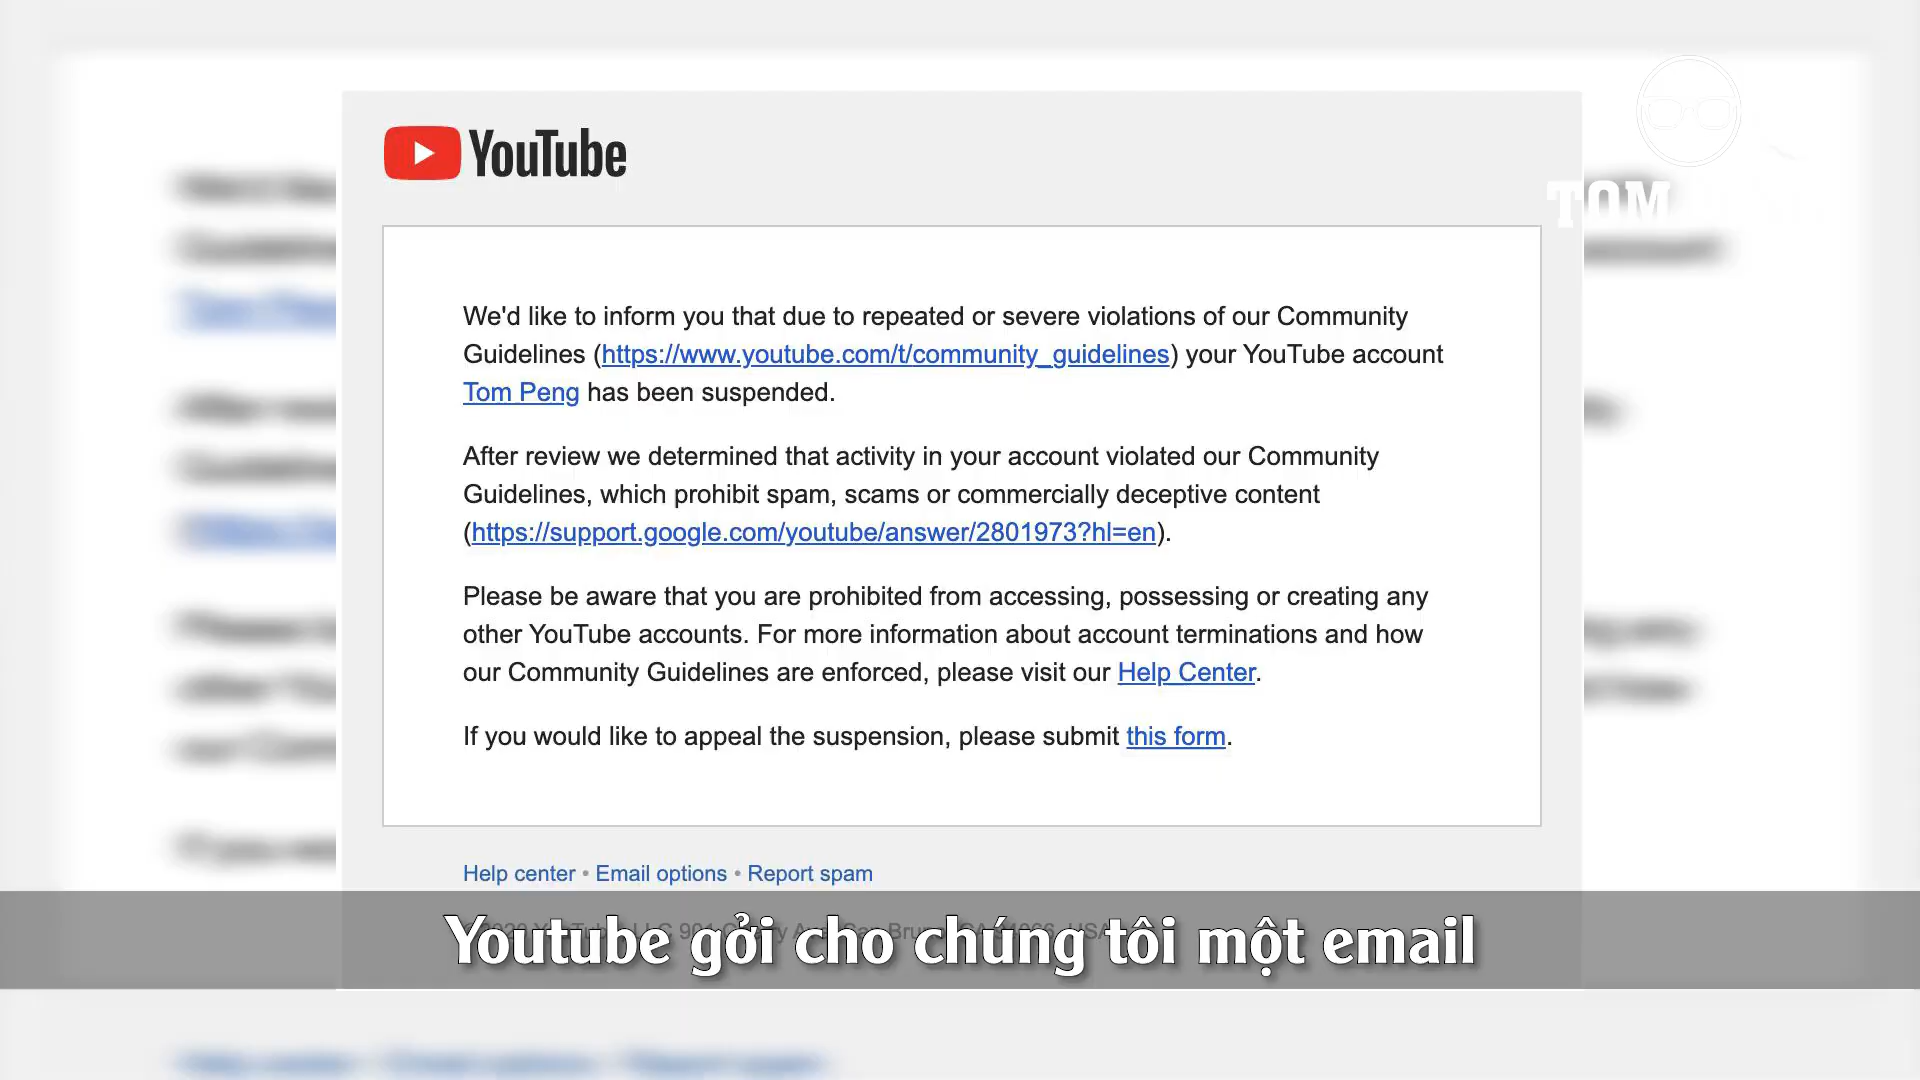 YouTube
TOM
We'd like to inform you that due to repeated or severe violations of our Community
Guidelines (https://www.youtube.com/t/community_guidelines) your YouTube account
Tom Peng has been suspended.
After review we determined that activity in your account violated our Community
Guidelines, which prohibit spam, scams or commercially deceptive content
(https://support.google.com/youtube/answer/2801973?hl=en).
Please be aware that you are prohibited from accessing, possessing or creating any
other YouTube accounts. For more information about account terminations and how
our Community Guidelines are enforced, please visit our Help Center.
If you would like to appeal the suspension, please submit this form.
Help center • Email options • Report spam
Youtube gởi cho chúng tôi một email